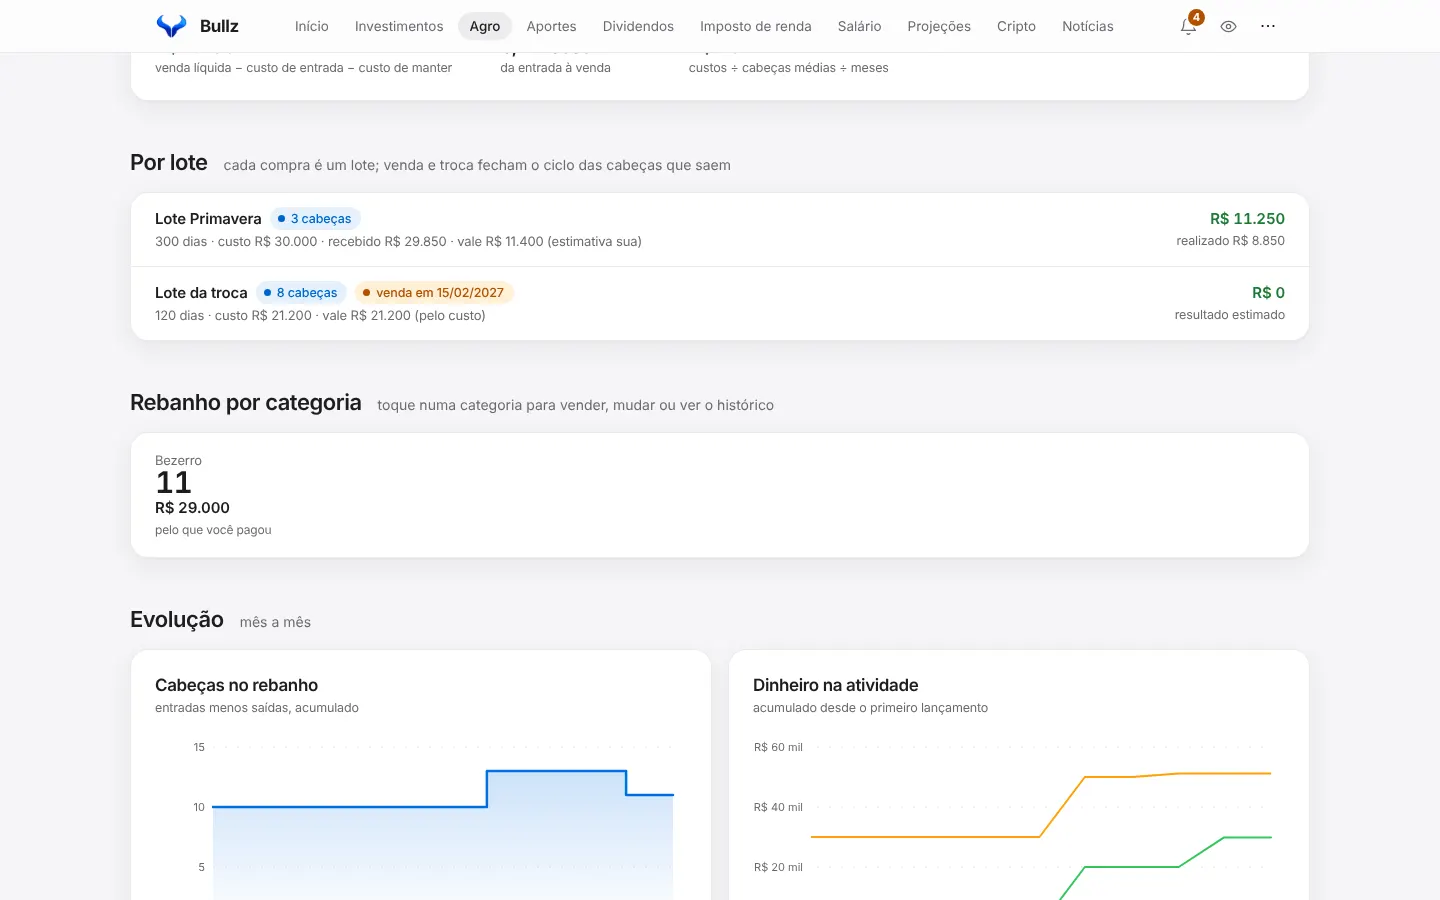 Bullz
Início Investimentos Agro Aportes Dividendos Imposto de renda Salário Projeções Cripto Notícias 4
venda líquida − custo de entrada − custo de manter
da entrada à venda
custos ÷ cabeças médias ÷ meses
Por lote cada compra é um lote; venda e troca fecham o ciclo das cabeças que saem
Lote Primavera 3 cabeças R$ 11.250
300 dias · custo R$ 30.000 · recebido R$ 29.850 · vale R$ 11.400 (estimativa sua) realizado R$ 8.850
Lote da troca 8 cabeças venda em 15/02/2027 R$ 0
120 dias · custo R$ 21.200 · vale R$ 21.200 (pelo custo) resultado estimado
Rebanho por categoria toque numa categoria para vender, mudar ou ver o histórico
Bezerro
11
R$ 29.000
pelo que você pagou
Evolução mês a mês
Cabeças no rebanho
entradas menos saídas, acumulado
15
10
5
Dinheiro na atividade
acumulado desde o primeiro lançamento
R$ 60 mil
R$ 40 mil
R$ 20 mil